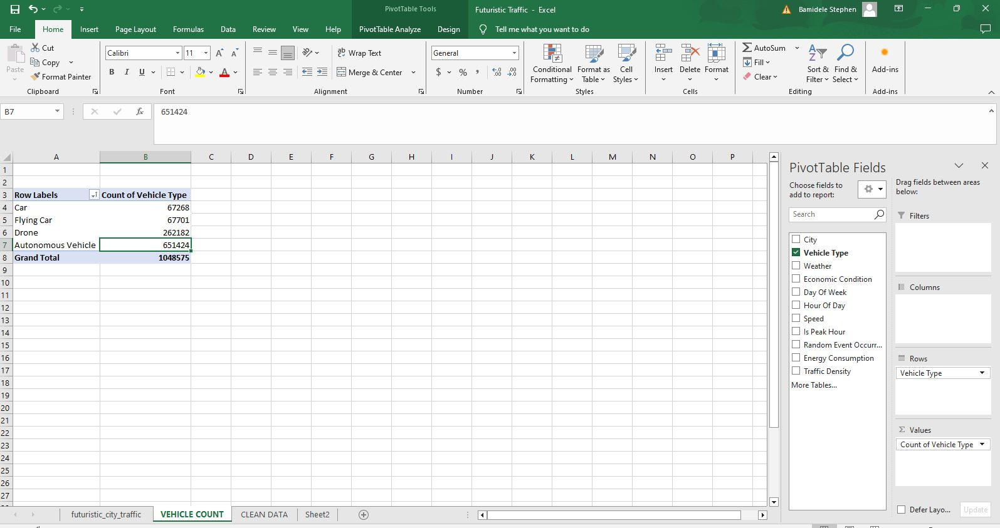 PivotTable Tools
Futuristic Traffic - Excel
Bamidele Stephen
File Home Insert Page Layout Formulas Data Review View Help PivotTable Analyze Design Tell me what you want to do
Paste
Cut
Copy
Format Painter
Clipboard
Calibri 11
B I U
Font
Wrap Text
Merge & Center
Alignment
General
$ % ,
Number
Conditional Formatting
Format as Table
Cell Styles
Styles
Insert Delete Format
Cells
AutoSum
Fill
Clear
Sort & Filter
Find & Select
Editing
Add-ins
Add-ins
B7 fx 651424
A B C D E F G H I J K L M N O P
1
2
3 Row Labels Count of Vehicle Type
4 Car 67268
5 Flying Car 67701
6 Drone 262182
7 Autonomous Vehicle 651424
8 Grand Total 1048575
9
10
11
12
13
14
15
16
17
18
19
20
21
22
23
24
25
26
27
futuristic_city_traffic VEHICLE COUNT CLEAN DATA Sheet2
PivotTable Fields
Choose fields to
add to report:
Search
City
Vehicle Type
Weather
Economic Condition
Day Of Week
Hour Of Day
Speed
Is Peak Hour
Random Event Occurr...
Energy Consumption
Traffic Density
More Tables...
Drag fields between areas
below:
Filters
Columns
Rows
Vehicle Type
Values
Count of Vehicle Type
Defer Layo... Update